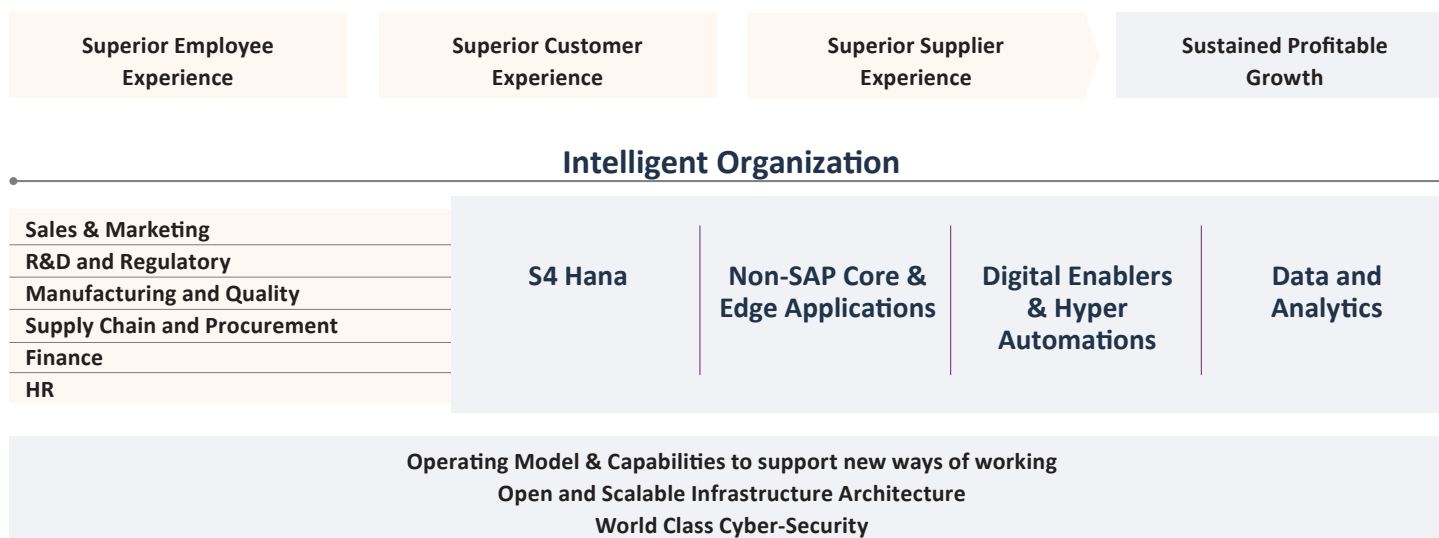 Superior Employee
Experience
Superior Customer
Experience
Superior Supplier
Experience
Sustained Profitable
Growth
Intelligent Organization
Sales & Marketing
R&D and Regulatory
Manufacturing and Quality
Supply Chain and Procurement
Finance
HR
S4 Hana
Non-SAP Core &
Edge Applications
Digital Enablers
& Hyper
Automations
Data and
Analytics
Operating Model & Capabilities to support new ways of working
Open and Scalable Infrastructure Architecture
World Class Cyber-Security